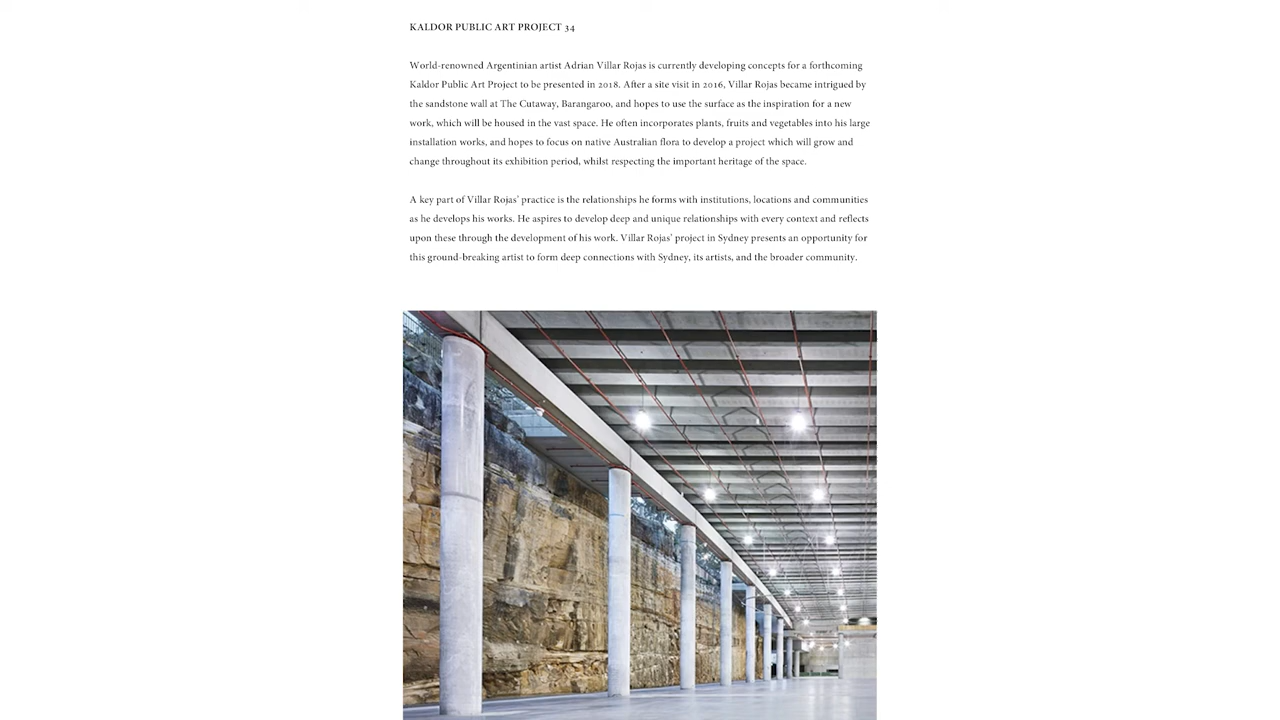 KALDOR PUBLIC ART PROJECT 34
World-renowned Argentinian artist Adrian Villar Rojas is currently developing concepts for a forthcoming
Kaldor Public Art Project to be presented in 2018. After a site visit in 2016, Villar Rojas became intrigued by
the sandstone wall at The Cutaway, Barangaroo, and hopes to use the surface as the inspiration for a new
work, which will be housed in the vast space. He often incorporates plants, fruits and vegetables into his large
installation works, and hopes to focus on native Australian flora to develop a project which will grow and
change throughout its exhibition period, whilst respecting the important heritage of the space.
A key part of Villar Rojas' practice is the relationships he forms with institutions, locations and communities
as he develops his works. He aspires to develop deep and unique relationships with every context and reflects
upon these through the development of his work. Villar Rojas' project in Sydney presents an opportunity for
this ground-breaking artist to form deep connections with Sydney, its artists, and the broader community.